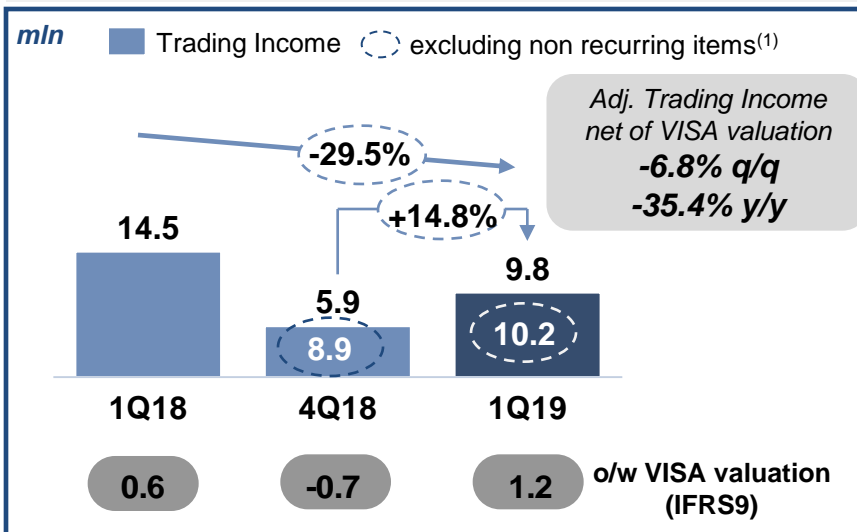 mln Trading Income excluding non recurring items(1)
Adj. Trading Income
net of VISA valuation
-6.8% q/q
-35.4% y/y
-29.5%
+14.8%
14.5
5.9
8.9
9.8
10.2
1Q18 4Q18 1Q19
0.6 -0.7 1.2 o/w VISA valuation
(IFRS9)